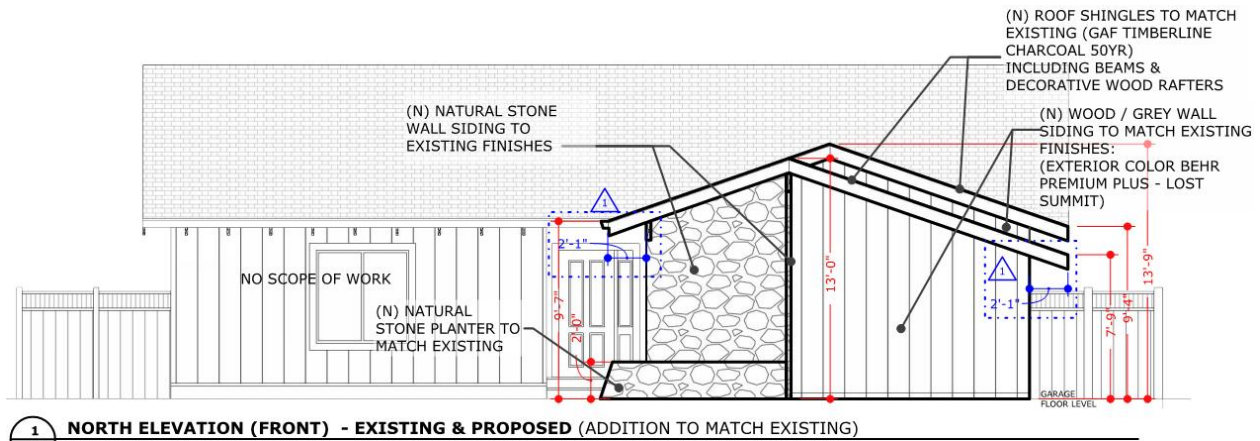 (N) ROOF SHINGLES TO MATCH
EXISTING (GAF TIMBERLINE
CHARCOAL 50YR)
INCLUDING BEAMS &
DECORATIVE WOOD RAFTERS
(N) NATURAL STONE
WALL SIDING TO
EXISTING FINISHES
(N) WOOD / GREY WALL
SIDING TO MATCH EXISTING
FINISHES:
(EXTERIOR COLOR BEHR
PREMIUM PLUS - LOST
SUMMIT)
1
2'-1"
NO SCOPE OF WORK
1
2'-1"
9'-7"
2'-0"
13'-0"
7'-9"
9'-4"
13'-9"
(N) NATURAL
STONE PLANTER TO
MATCH EXISTING
GARAGE
FLOOR LEVEL
1 NORTH ELEVATION (FRONT) - EXISTING & PROPOSED (ADDITION TO MATCH EXISTING)